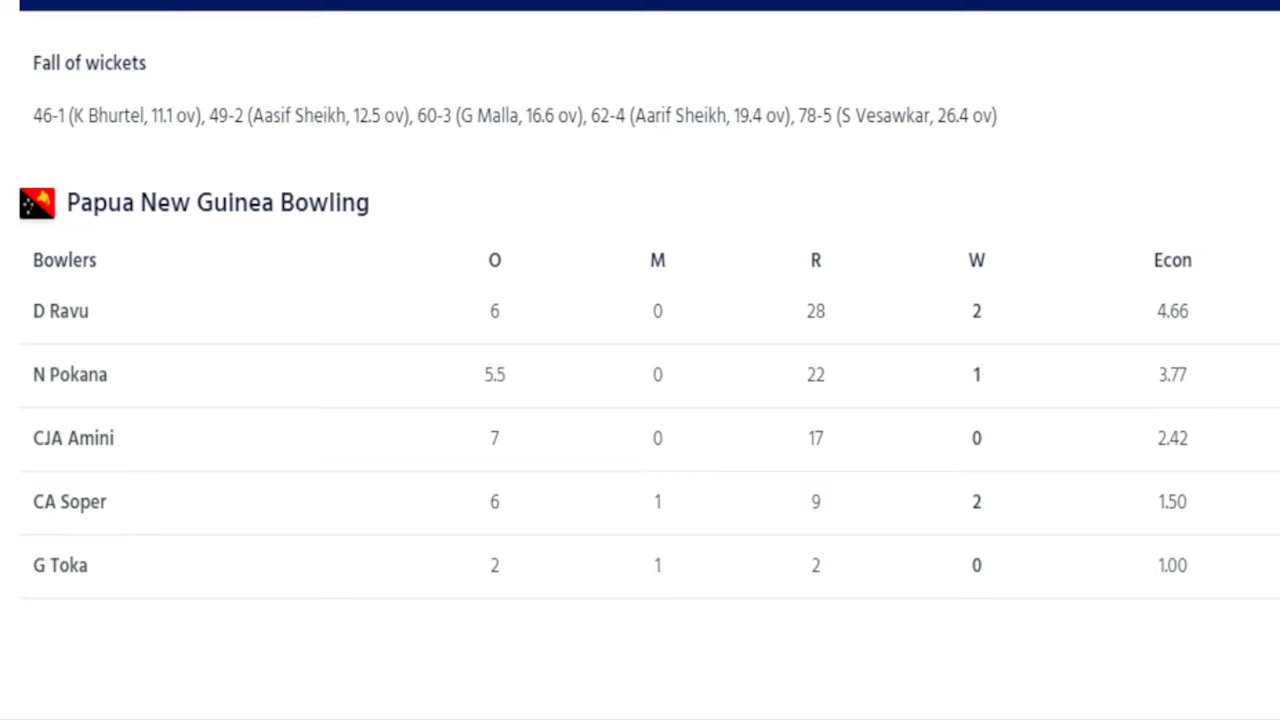 Fall of wickets
46-1 (K Bhurtel, 11.1 ov), 49-2 (Aasif Sheikh, 12.5 ov), 60-3 (G Malla, 16.6 ov), 62-4 (Aarif Sheikh, 19.4 ov), 78-5 (S Vesawkar, 26.4 ov)
Papua New Guinea Bowling
Bowlers O M R W Econ
D Ravu 6 0 28 2 4.66
N Pokana 5.5 0 22 1 3.77
CJA Amini 7 0 17 0 2.42
CA Soper 6 1 9 2 1.50
G Toka 2 1 2 0 1.00